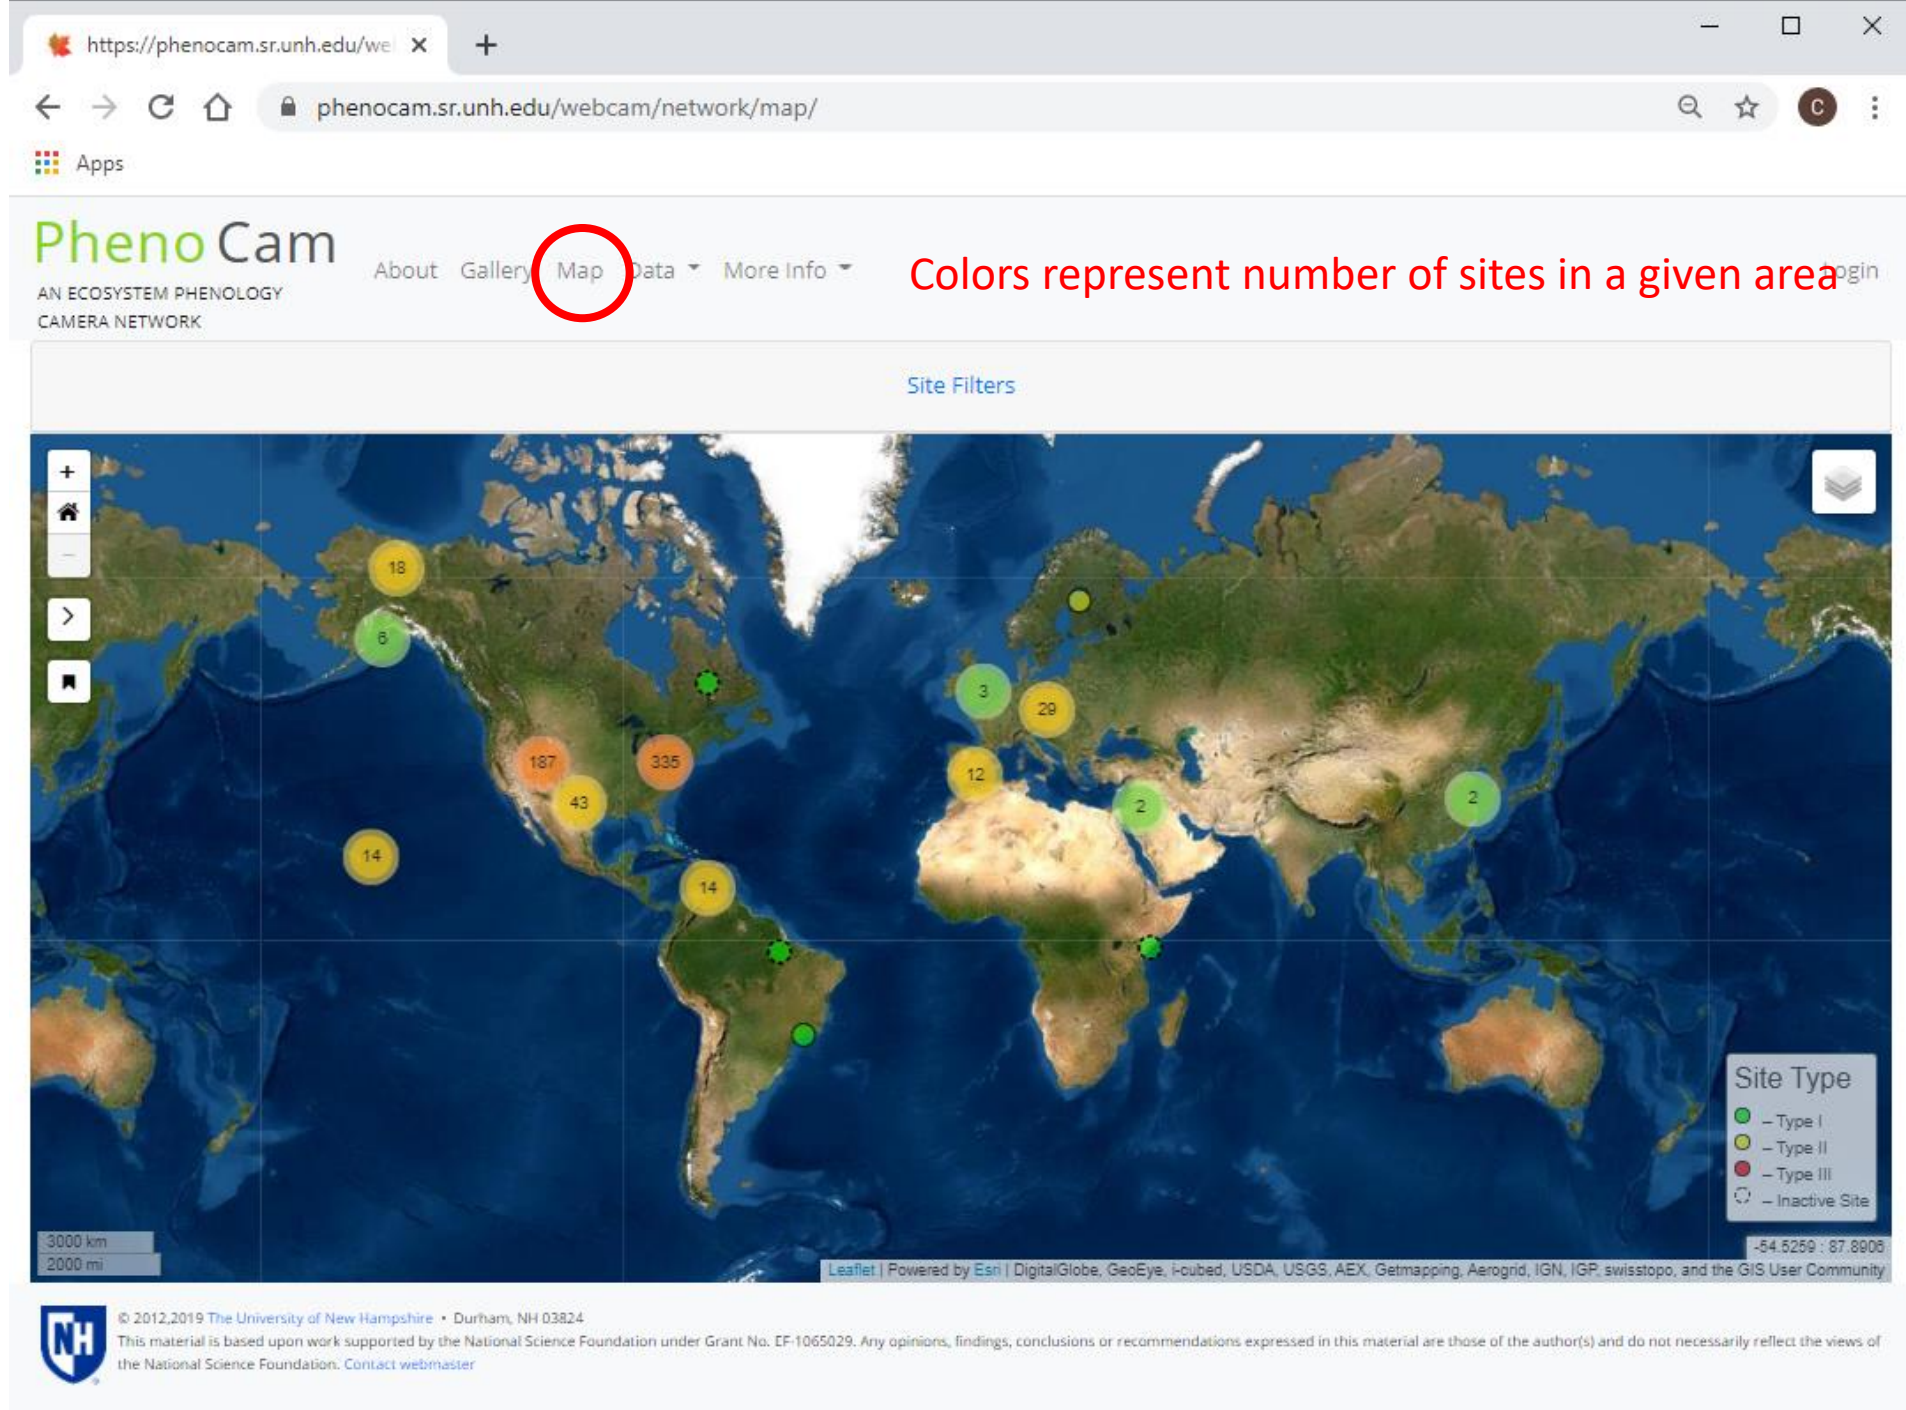 https://phenocam.sr.unh.edu/we
phenocam.sr.unh.edu/webcam/network/map/
C
Apps
Pheno Cam
AN ECOSYSTEM PHENOLOGY
CAMERA NETWORK
About Gallery Map Data More Info
Colors represent number of sites in a given area
Login
Site Filters
+
18
6
3
29
187
335
12
43
2
2
14
14
Site Type
– Type I
– Type II
– Type III
– Inactive Site
3000 km
2000 mi
-54.5259 : 87.8906
Leaflet | Powered by Esri | DigitalGlobe, GeoEye, i-cubed, USDA, USGS, AEX, Getmapping, Aerogrid, IGN, IGP, swisstopo, and the GIS User Community
NH
© 2012,2019 The University of New Hampshire • Durham, NH 03824
This material is based upon work supported by the National Science Foundation under Grant No. EF-1065029. Any opinions, findings, conclusions or recommendations expressed in this material are those of the author(s) and do not necessarily reflect the views of
the National Science Foundation. Contact webmaster